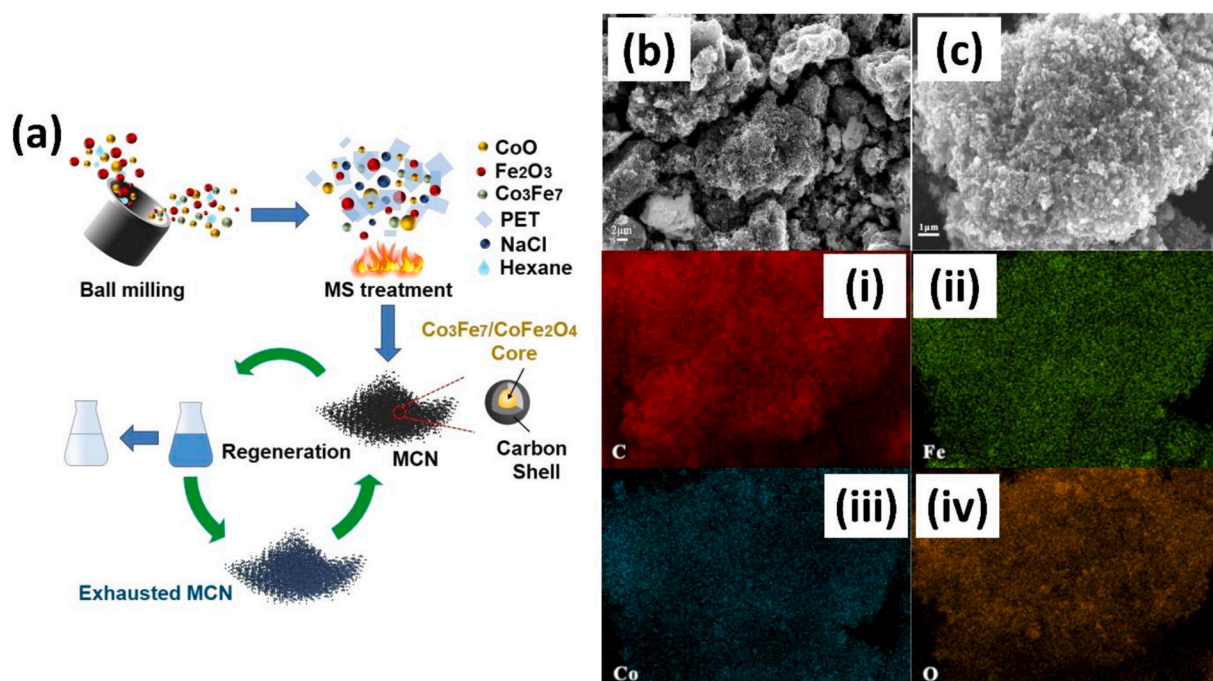 (a)
CoO
Fe2O3
Co3Fe7
PET
NaCl
Hexane
Ball milling
MS treatment
Co3Fe7/CoFe2O4
Core
Regeneration
MCN
Carbon
Shell
Exhausted MCN
(b)
2μm
(c)
1μm
(i)
C
(ii)
Fe
(iii)
Co
(iv)
O